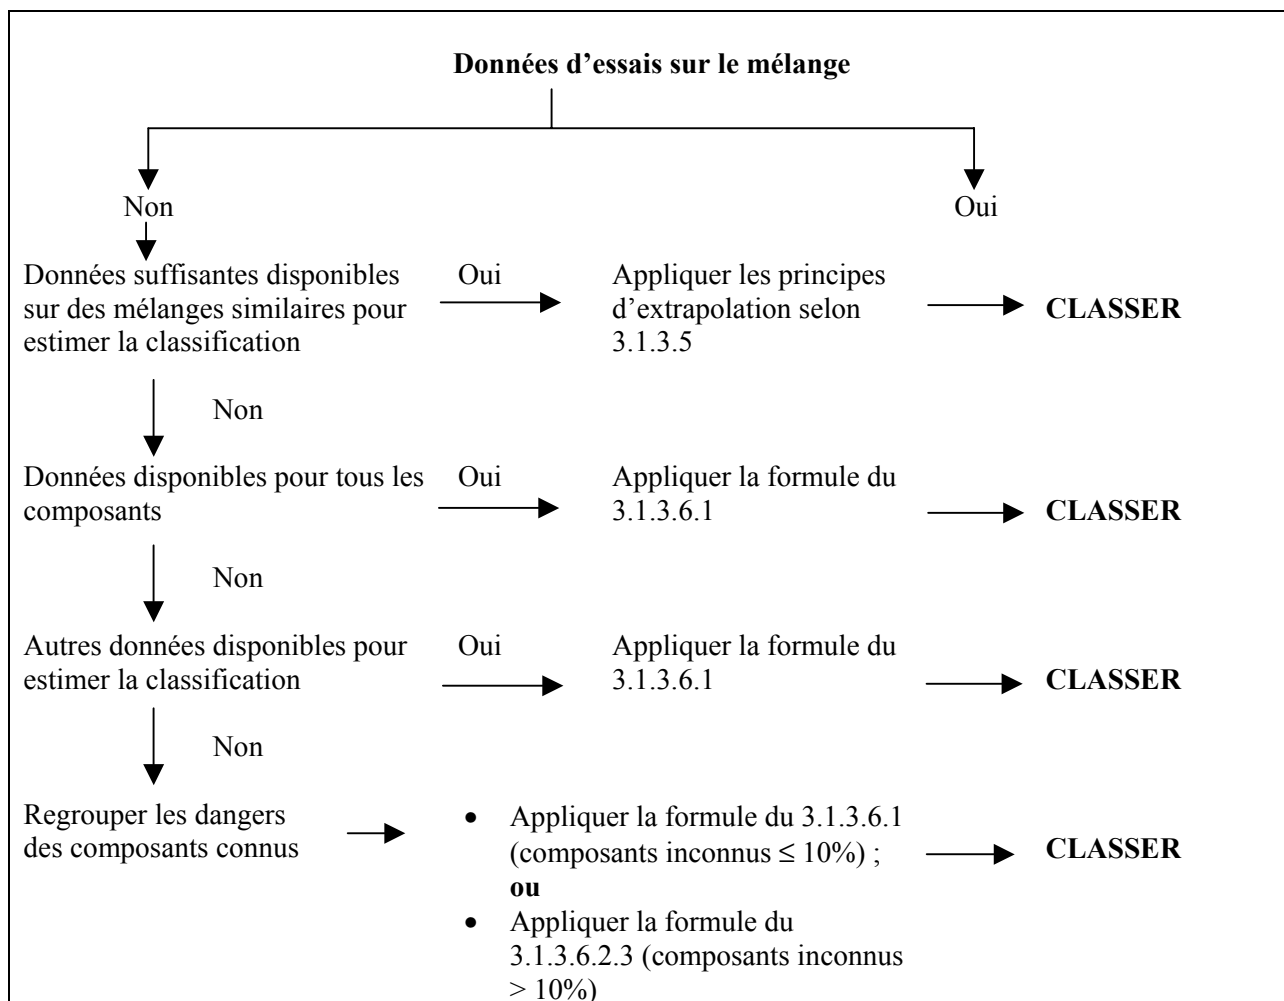 Données d’essais sur le mélange
Non
Oui
Données suffisantes disponibles
sur des mélanges similaires pour
estimer la classification
Oui
Appliquer les principes
d’extrapolation selon
3.1.3.5
CLASSER
Non
Données disponibles pour tous les
composants
Oui
Appliquer la formule du
3.1.3.6.1
CLASSER
Non
Autres données disponibles pour
estimer la classification
Oui
Appliquer la formule du
3.1.3.6.1
CLASSER
Non
Regrouper les dangers
des composants connus
• Appliquer la formule du 3.1.3.6.1
(composants inconnus ≤ 10%) ;
ou
• Appliquer la formule du
3.1.3.6.2.3 (composants inconnus
> 10%)
CLASSER